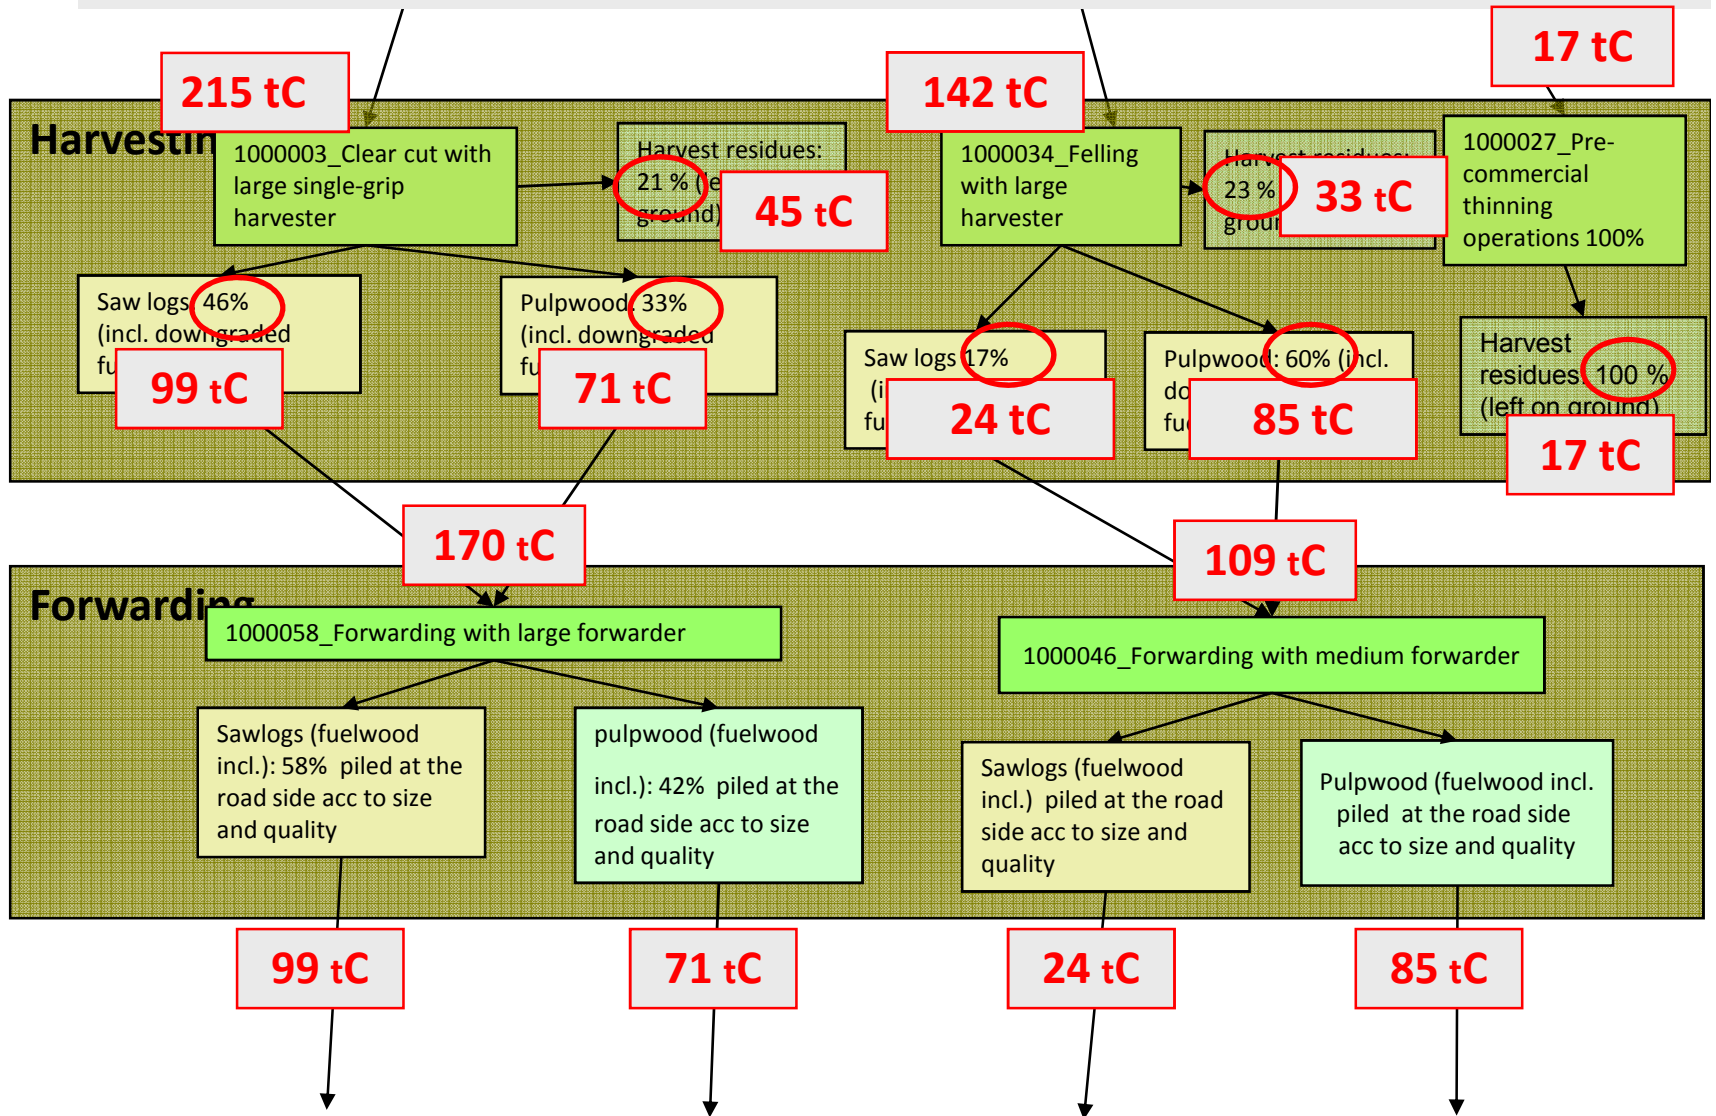 17 tC
215 tC
142 tC
Harvestin
1000003_Clear cut with
large single-grip
harvester
Harvest residues:
21 %
ground)
45 tC
1000034_Felling
with large
harvester
Harvest residues:
23 %
33 tC
1000027_Pre-
commercial
thinning
operations 100%
Saw logs 46%
(incl. downgraded
99 tC
Pulpwood: 33%
(incl. downgraded
71 tC
Saw logs 17%
24 tC
Pulpwood: 60% (incl.
85 tC
Harvest
residues: 100 %
(left on ground)
17 tC
170 tC
109 tC
Forwarding
1000058_Forwarding with large forwarder
1000046_Forwarding with medium forwarder
Sawlogs (fuelwood
incl.): 58% piled at the
road side acc to size
and quality
pulpwood (fuelwood
incl.): 42% piled at the
road side acc to size
and quality
Sawlogs (fuelwood
incl.) piled at the road
side acc to size and
quality
Pulpwood (fuelwood incl.
piled at the road side
acc to size and quality
99 tC
71 tC
24 tC
85 tC